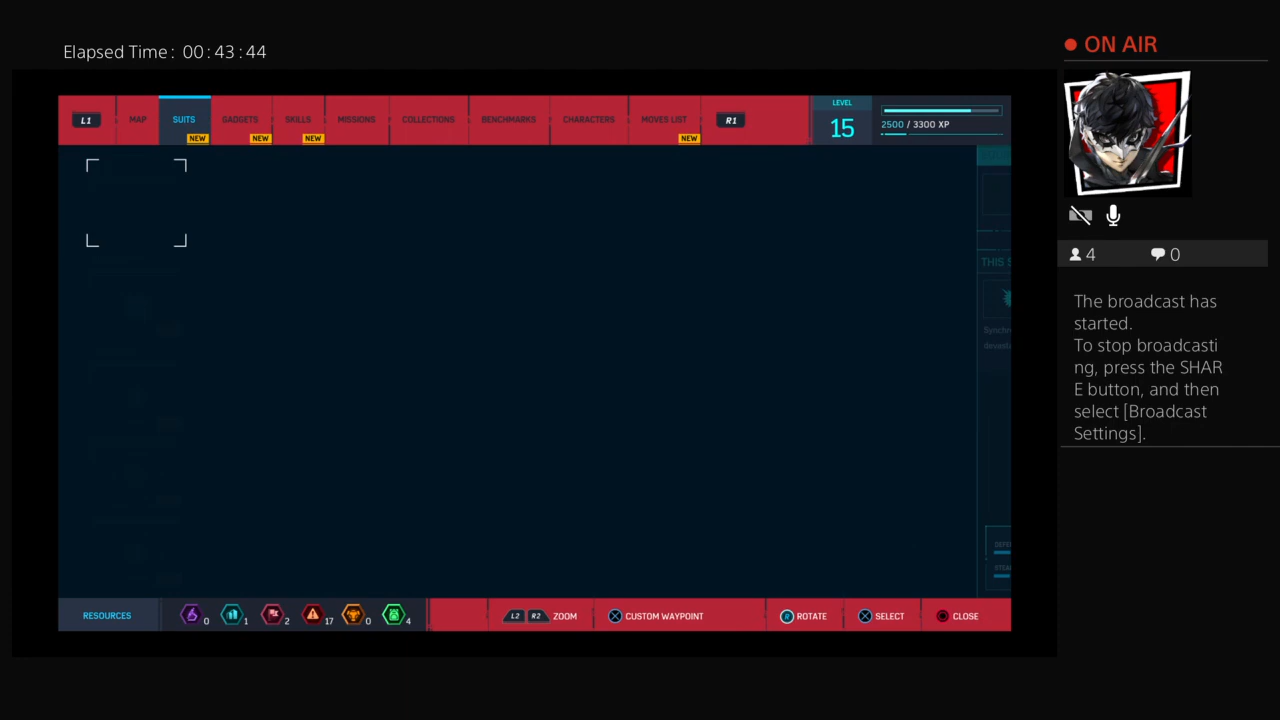 Elapsed Time: 00:43:44
ON AIR
L1
MAP
SUITS
GADGETS
SKILLS
MISSIONS
COLLECTIONS
BENCHMARKS
CHARACTERS
MOVES LIST
R1
NEW
NEW
NEW
NEW
LEVEL
15
2500 / 3300 XP
4
0
THIS
The broadcast has
started.
To stop broadcasti
ng, press the SHAR
E button, and then
select [Broadcast
Settings].
RESOURCES
0
1
2
17
0
4
L2 R2 ZOOM
CUSTOM WAYPOINT
R ROTATE
SELECT
CLOSE